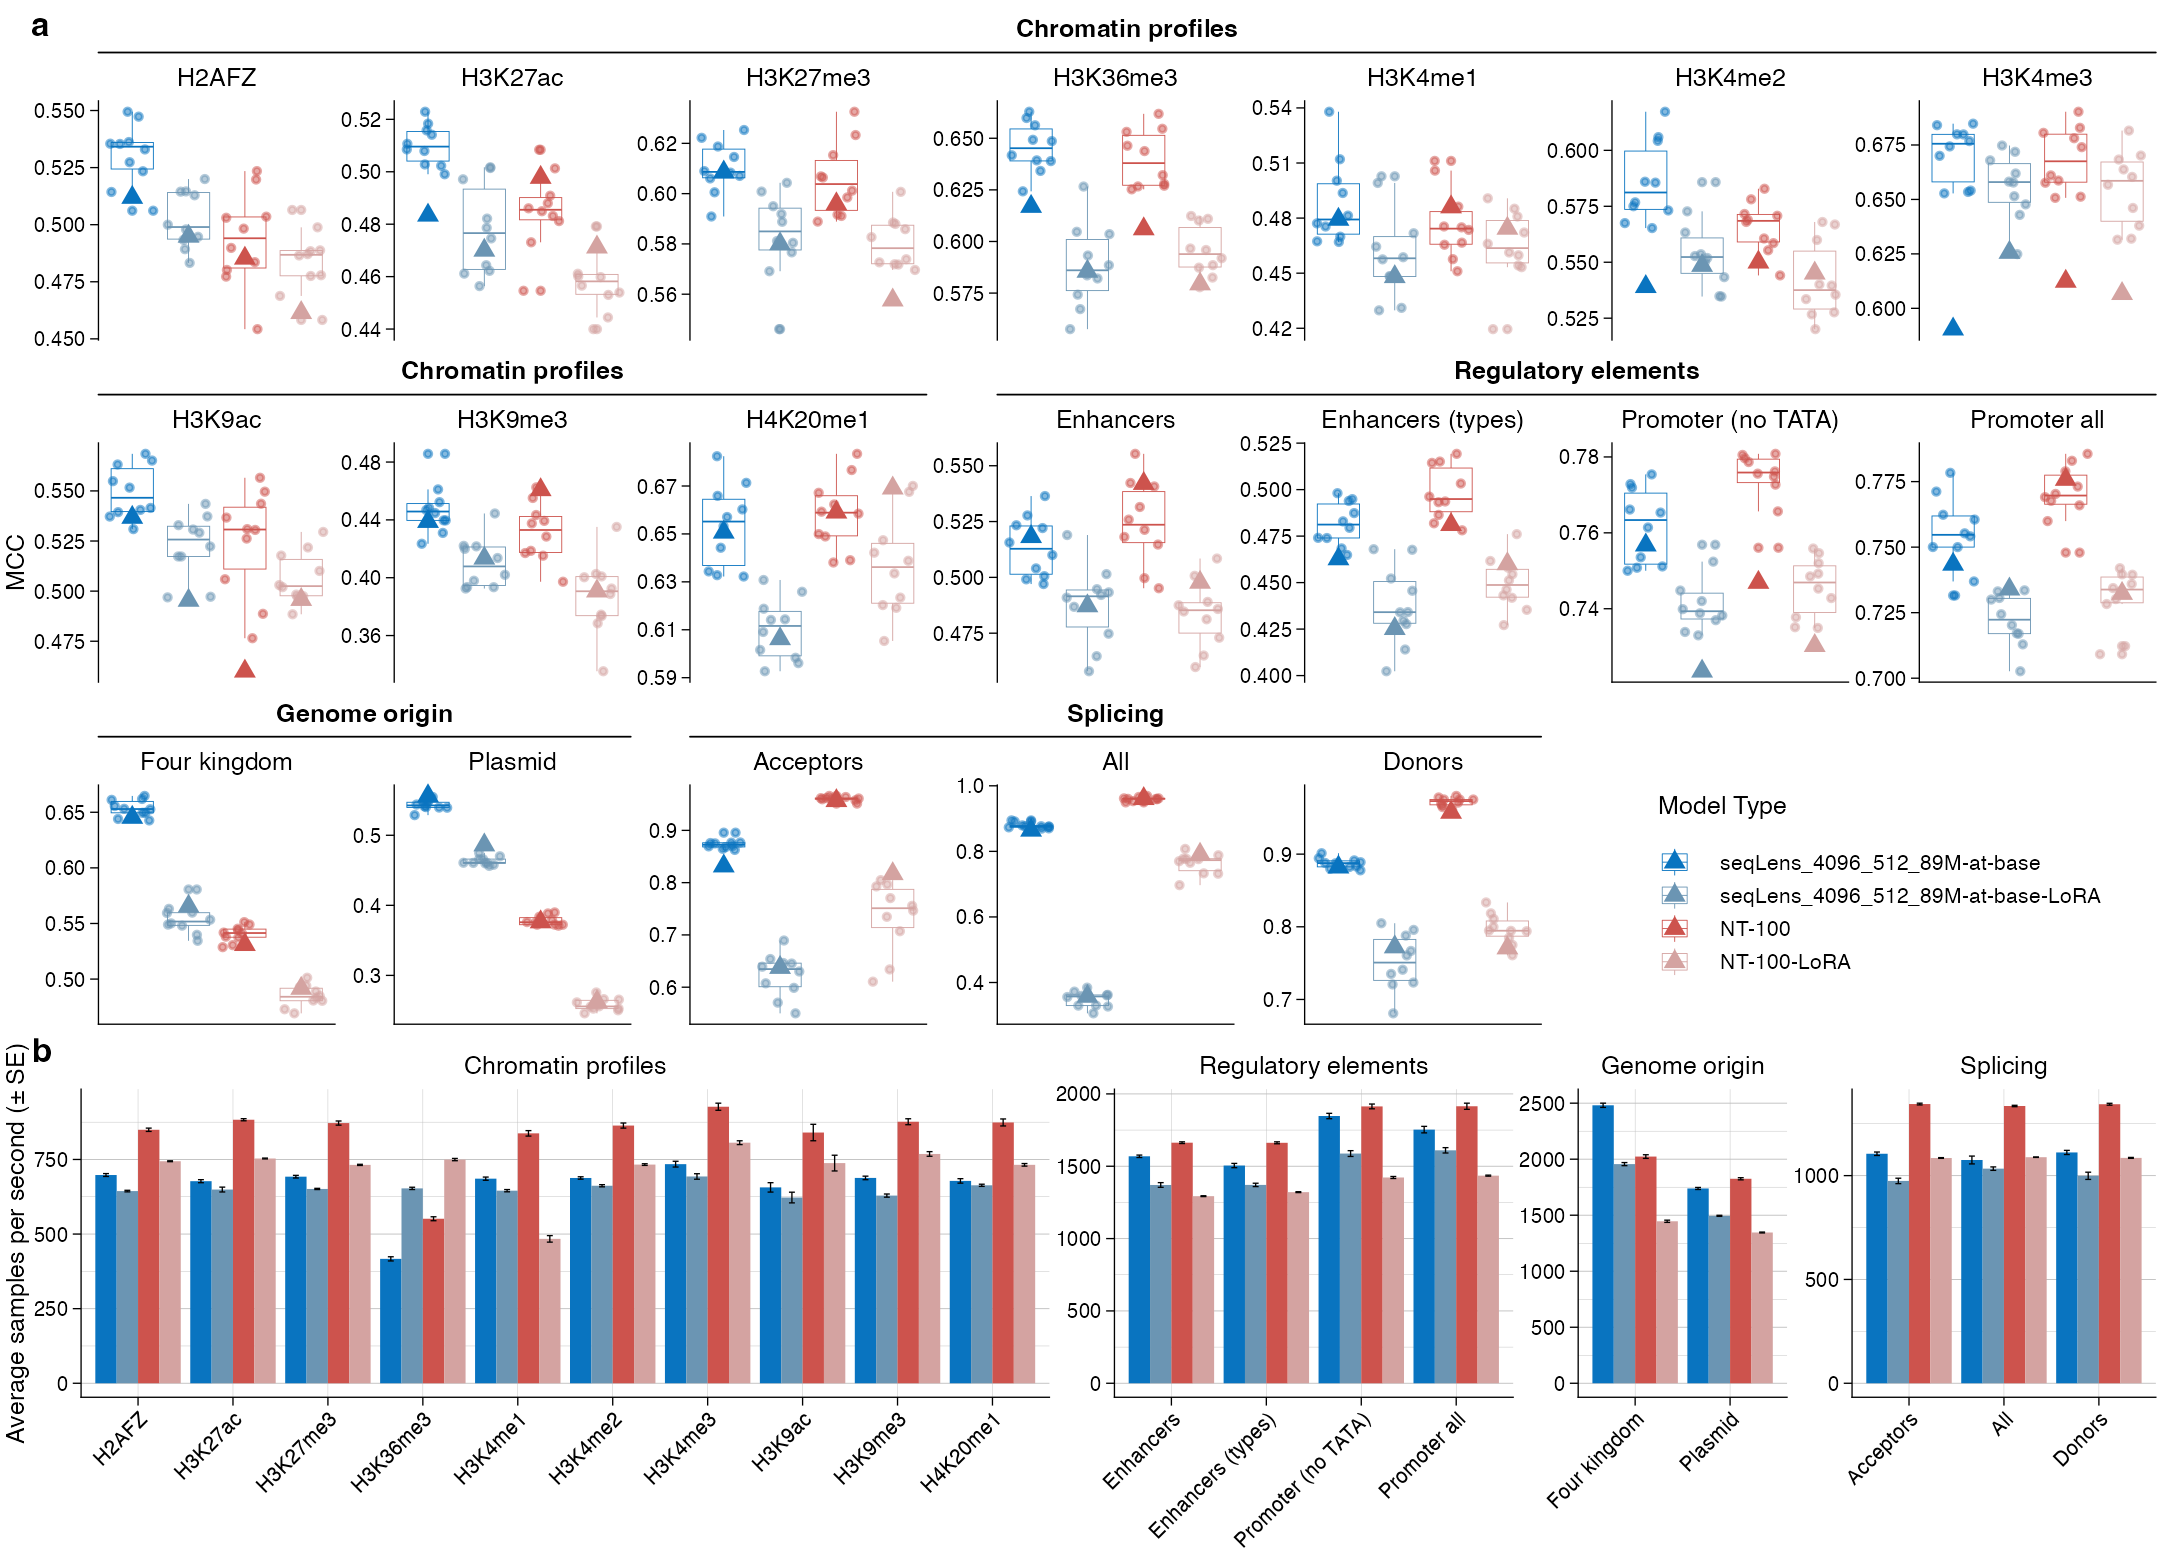 a
Chromatin profiles
H2AFZ H3K27ac H3K27me3 H3K36me3 H3K4me1 H3K4me2 H3K4me3
0.550 0.525 0.500 0.475 0.450
0.52 0.50 0.48 0.46 0.44
0.62 0.60 0.58 0.56
0.650 0.625 0.600 0.575
0.54 0.51 0.48 0.45 0.42
0.600 0.575 0.550 0.525
0.675 0.650 0.625 0.600
Chromatin profiles Regulatory elements
H3K9ac H3K9me3 H4K20me1 Enhancers Enhancers (types) Promoter (no TATA) Promoter all
MCC
0.550 0.525 0.500 0.475
0.48 0.44 0.40 0.36
0.67 0.65 0.63 0.61 0.59
0.550 0.525 0.500 0.475
0.525 0.500 0.475 0.450 0.425 0.400
0.78 0.76 0.74
0.775 0.750 0.725 0.700
Genome origin Splicing
Four kingdom Plasmid Acceptors All Donors
0.65 0.60 0.55 0.50
0.5 0.4 0.3
0.9 0.8 0.7 0.6
1.0 0.8 0.6 0.4
0.9 0.8 0.7
Model Type
seqLens_4096_512_89M-at-base
seqLens_4096_512_89M-at-base-LoRA
NT-100
NT-100-LoRA
b
Chromatin profiles Regulatory elements Genome origin Splicing
Average samples per second (± SE)
750 500 250 0
2000 1500 1000 500 0
2500 2000 1500 1000 500 0
1000 500 0
H2AFZ H3K27ac H3K27me3 H3K36me3 H3K4me1 H3K4me2 H3K4me3 H3K9ac H3K9me3 H4K20me1
Enhancers Enhancers (types) Promoter (no TATA) Promoter all
Four kingdom Plasmid
Acceptors All Donors